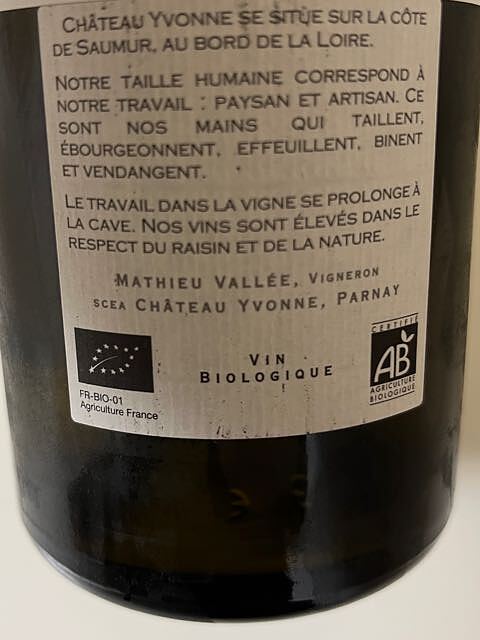 CHÂTEAU YVONNE SE SITUE SUR LA CÔTE
DE SAUMUR, AU BORD DE LA LOIRE.
NOTRE TAILLE HUMAINE CORRESPOND À
NOTRE TRAVAIL : PAYSAN ET ARTISAN. CE
SONT NOS MAINS QUI TAILLENT,
ÉBOURGEONNENT, EFFEUILLENT, BINENT
ET VENDANGENT.
LE TRAVAIL DANS LA VIGNE SE PROLONGE À
LA CAVE. NOS VINS SONT ÉLEVÉS DANS LE
RESPECT DU RAISIN ET DE LA NATURE.
MATHIEU VALLÉE, VIGNERON
SCEA CHÂTEAU YVONNE, PARNAY
VIN
BIOLOGIQUE
FR-BIO-01
Agriculture France
CERTIFIÉ
AB
AGRICULTURE
BIOLOGIQUE